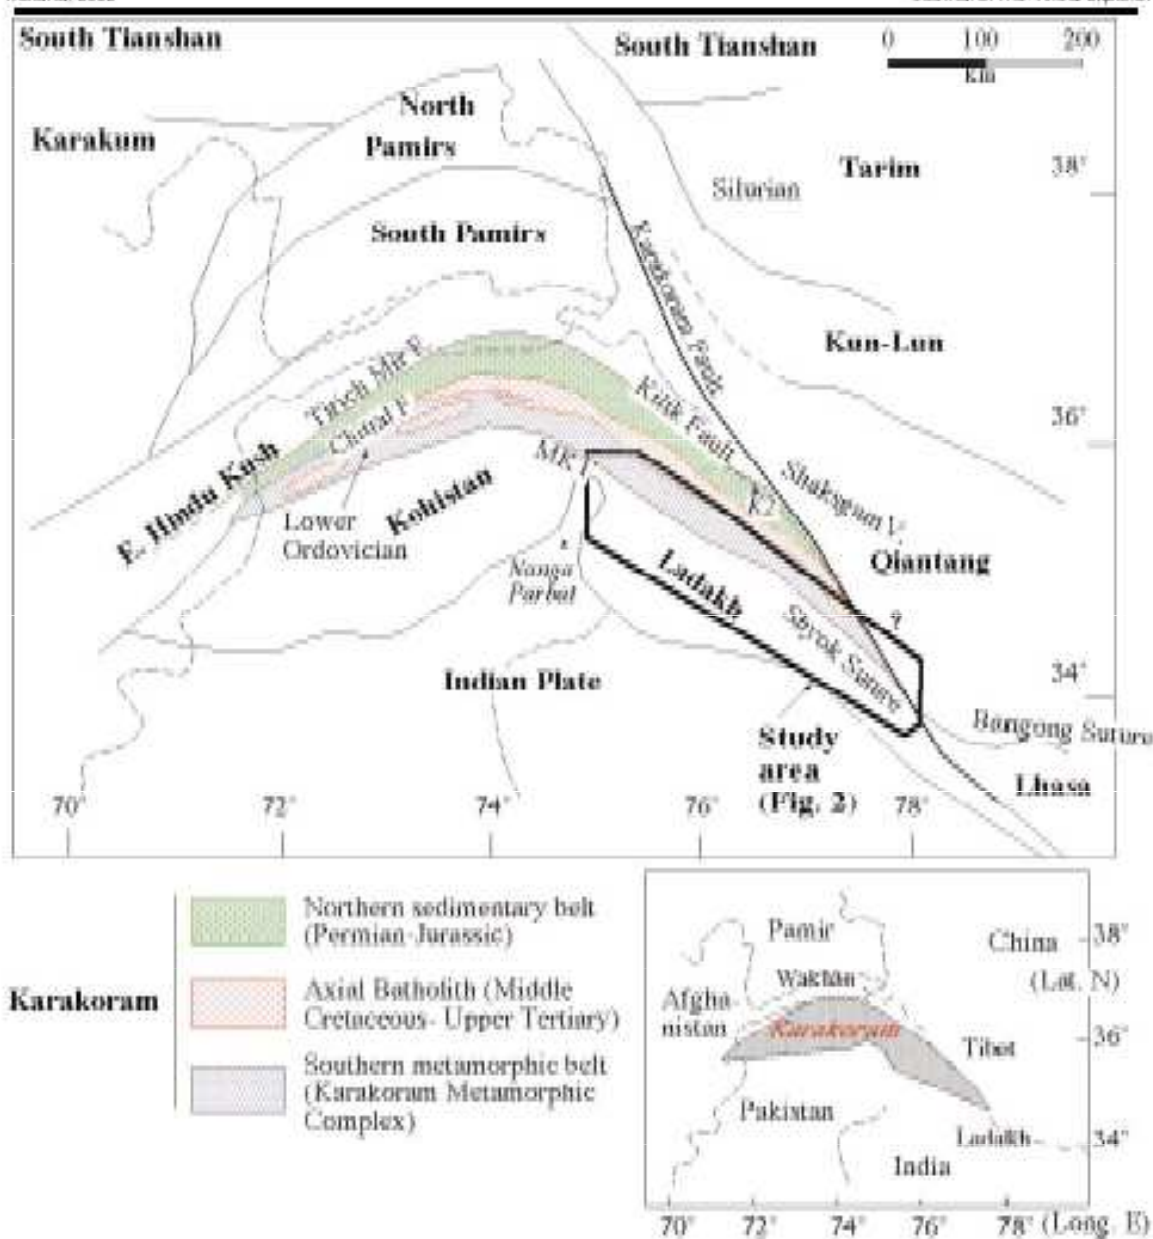 South Tianshan
South Tianshan
0 100 200
km
North
Pamirs
Karakum
Tarim
38°
Silurian
South Pamirs
Karakoram Fault
Kun-Lun
Tirich Mir F.
Kilik Fault
36°
Chitral F.
MK
K2
Shaksgam V.
E. Hindu Kush
Kohistan
Lower
Ordovician
Qiantang
Nanga
Parbat
Ladakh
?
Shyok Suture
34°
Indian Plate
Bangong Suture
Study
area
(Fig. 2)
Lhasa
70° 72° 74° 76° 78°
Karakoram
Northern sedimentary belt
(Permian-Jurassic)
Axial Batholith (Middle
Cretaceous- Upper Tertiary)
Southern metamorphic belt
(Karakoram Metamorphic
Complex)
Pamir
China
38°
(Lat. N)
Wakhan
Afgha-
nistan
Karakoram
36°
Tibet
Pakistan
Ladakh
34°
India
70° 72° 74° 76° 78° (Long. E)